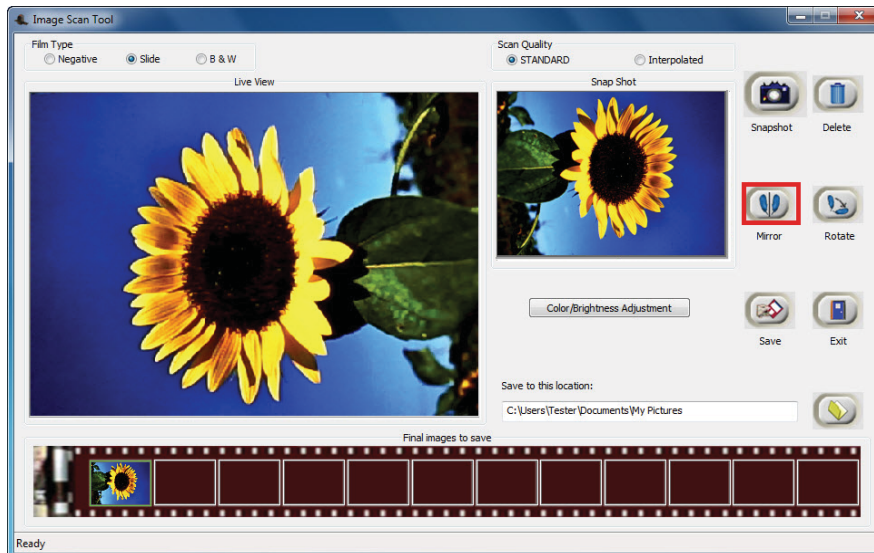 Image Scan Tool
Film Type
Negative Slide B & W
Scan Quality
STANDARD Interpolated
Live View
Snap Shot
Snapshot Delete
Mirror Rotate
Color/Brightness Adjustment
Save Exit
Save to this location:
C:\Users\Tester\Documents\My Pictures
Final images to save
Ready